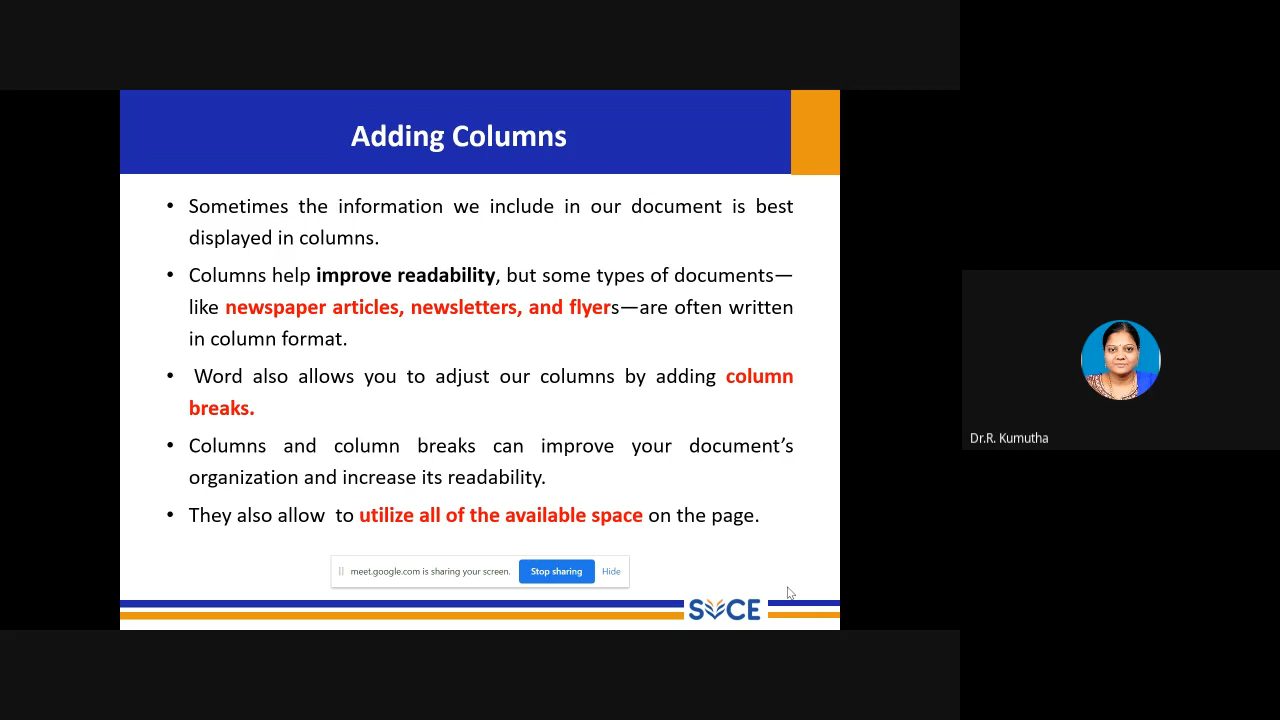 Adding Columns
• Sometimes the information we include in our document is best
displayed in columns.
• Columns help improve readability, but some types of documents—
like newspaper articles, newsletters, and flyers—are often written
in column format.
• Word also allows you to adjust our columns by adding column
breaks.
• Columns and column breaks can improve your document’s
organization and increase its readability.
• They also allow  to utilize all of the available space on the page.
meet.google.com is sharing your screen. Stop sharing Hide
SVCE
Dr.R. Kumutha